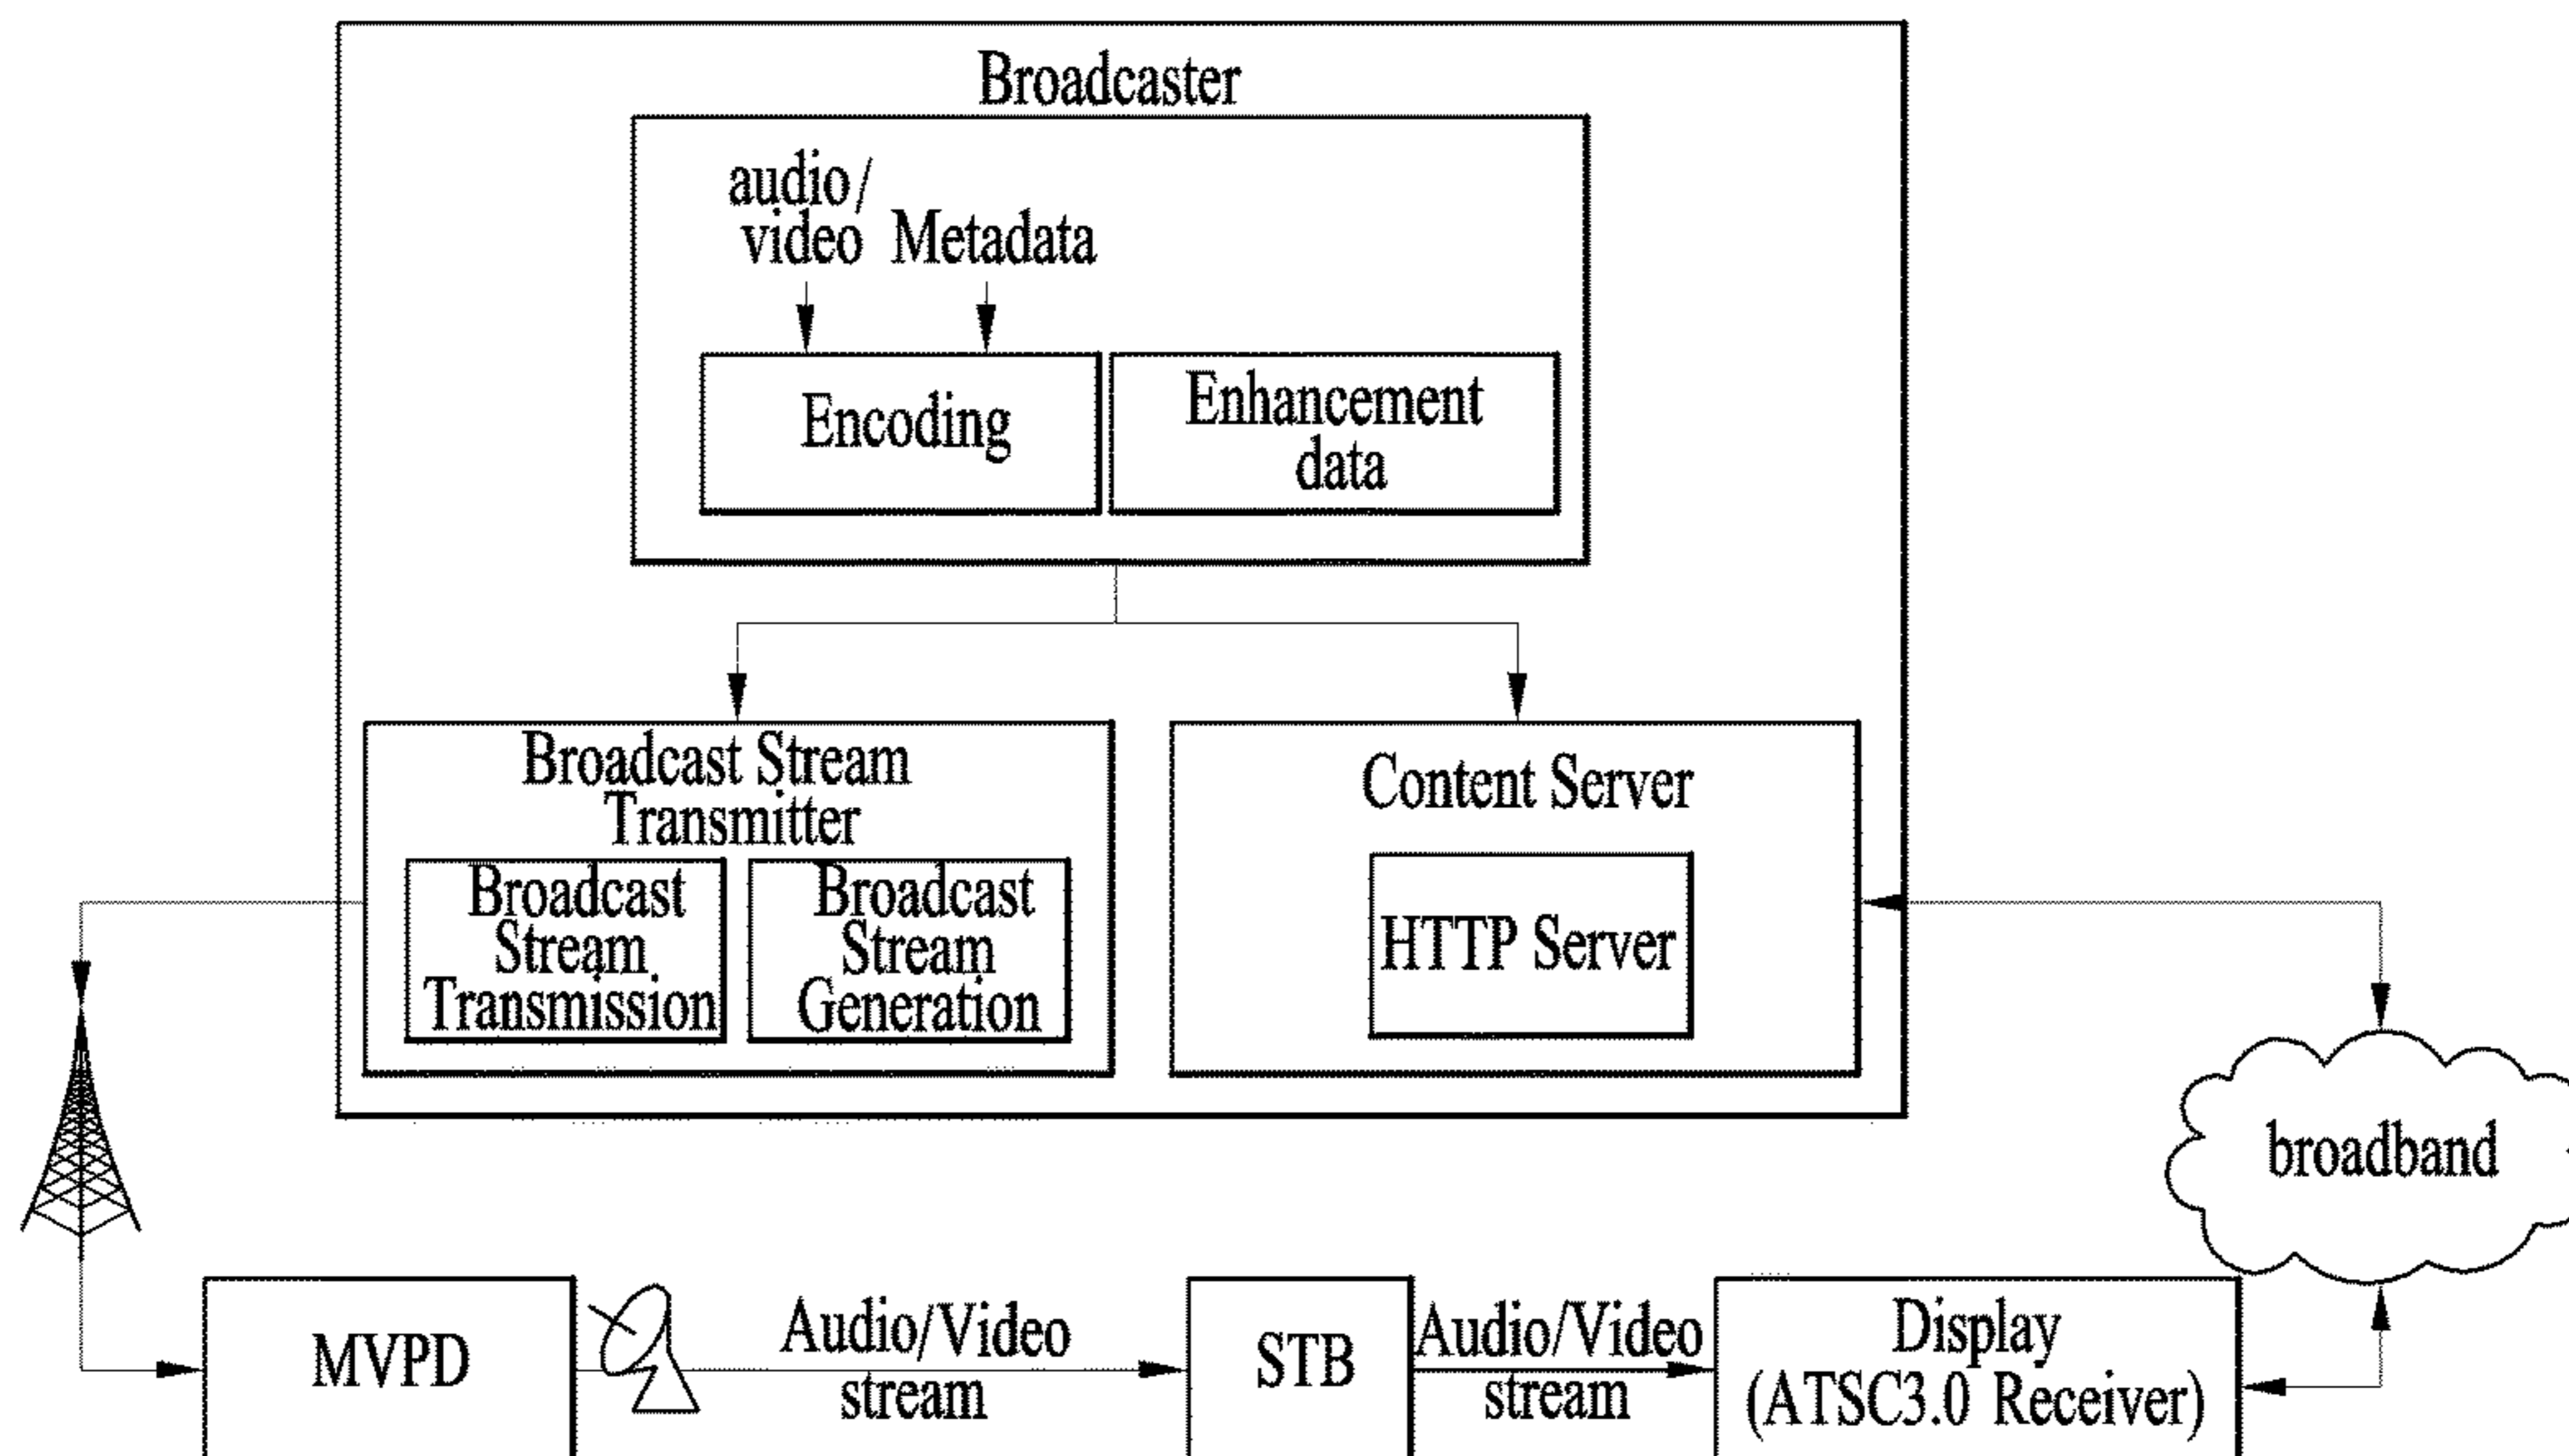 Broadcaster
audio/
video Metadata
Encoding
Enhancement
data
Broadcast Stream
Transmitter
Broadcast
Stream
Transmission
Broadcast
Stream
Generation
Content Server
HTTP Server
broadband
MVPD
Audio/Video
stream
STB
Audio/Video
stream
Display
(ATSC3.0 Receiver)